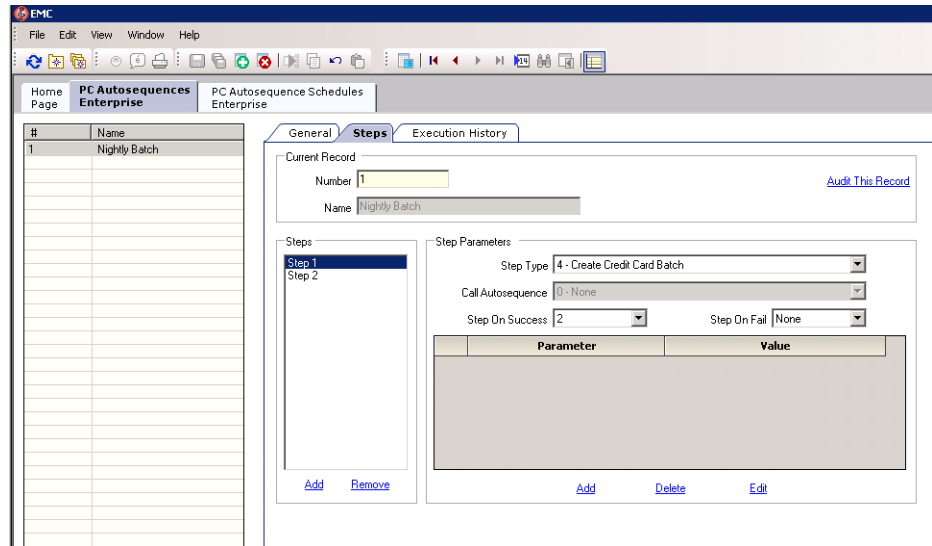 EMC
File Edit View Window Help
14
Home Page
PC Autosequences Enterprise
PC Autosequence Schedules Enterprise
# Name
1 Nightly Batch
General Steps Execution History
Current Record
Number 1
Audit This Record
Name Nightly Batch
Steps
Step 1
Step 2
Add Remove
Step Parameters
Step Type 4 - Create Credit Card Batch
Call Autosequence 0 - None
Step On Success 2 Step On Fail None
Parameter Value
Add Delete Edit